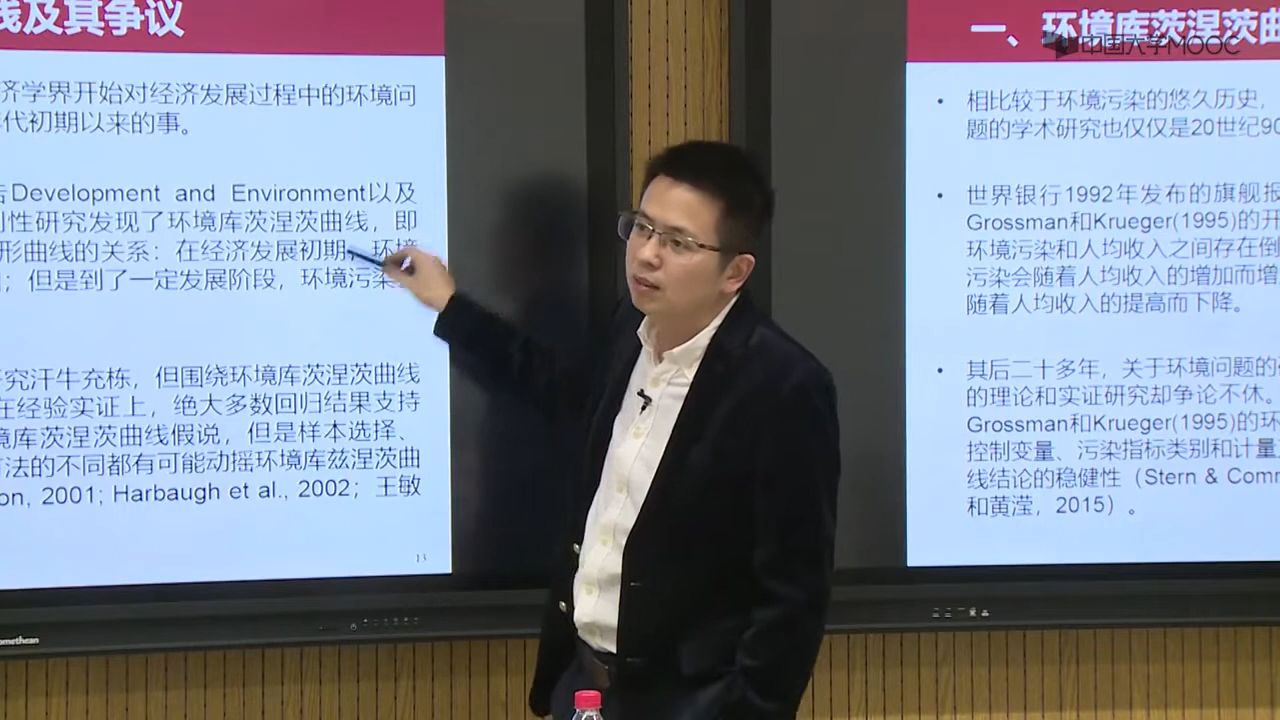 线及其争议
济学界开始对经济发展过程中的环境问
代初期以来的事。
告Development and Environment以及
创性研究发现了环境库茨涅茨曲线，即
形曲线的关系：在经济发展初期，环境
；但是到了一定发展阶段，环境污染
究汗牛充栋，但围绕环境库茨涅茨曲线
在经验实证上，绝大多数回归结果支持
境库茨涅茨曲线假说，但是样本选择、
方法的不同都有可能动摇环境库兹涅茨曲
on, 2001; Harbaugh et al., 2002；王敏
13
omethean
一、环境库茨涅茨曲
中国大学MOOC
• 相比较于环境污染的悠久历史，
题的学术研究也仅仅是20世纪90
• 世界银行1992年发布的旗舰报
Grossman和Krueger(1995)的开
环境污染和人均收入之间存在倒
污染会随着人均收入的增加而增
随着人均收入的提高而下降。
• 其后二十多年，关于环境问题的研
的理论和实证研究却争论不休。
Grossman和Krueger(1995)的环
控制变量、污染指标类别和计量
线结论的稳健性（Stern & Comm
和黄滢，2015）。